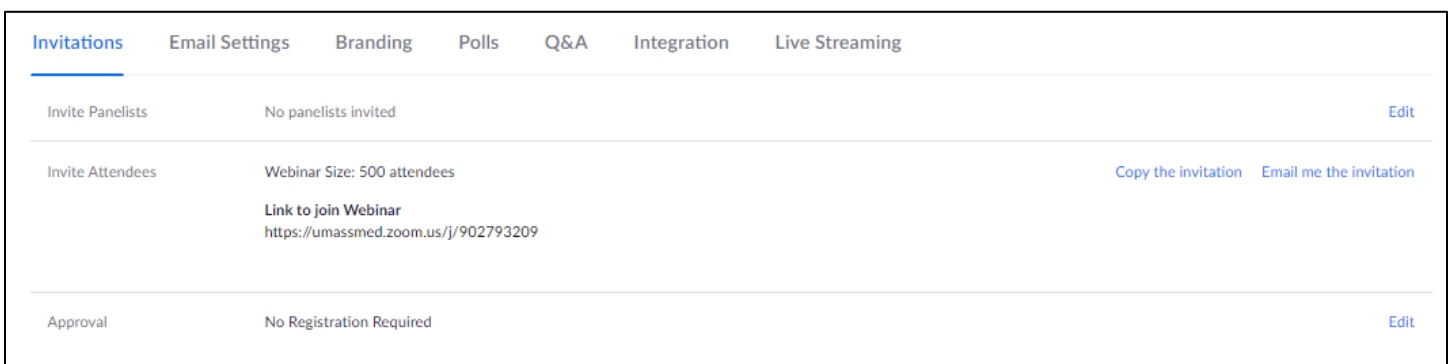 Invitations Email Settings Branding Polls Q&A Integration Live Streaming
Invite Panelists No panelists invited Edit
Invite Attendees Webinar Size: 500 attendees Copy the invitation Email me the invitation
Link to join Webinar
https://umassmed.zoom.us/j/902793209
Approval No Registration Required Edit